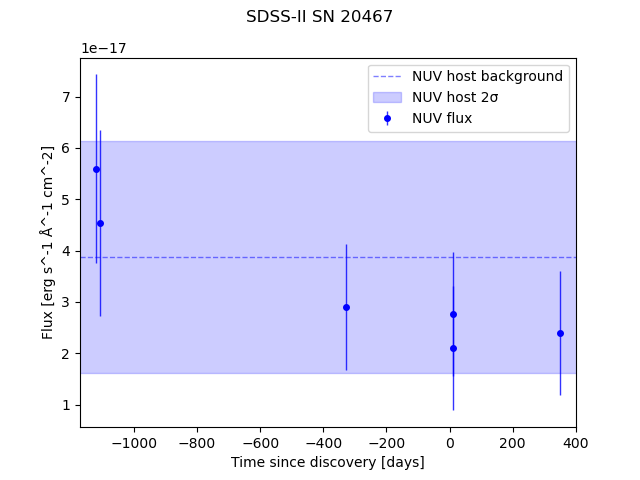 SDSS-II SN 20467
1e−17
NUV host background
NUV host 2σ
NUV flux
7
6
5
4
3
2
1
Flux [erg s^-1 Å^-1 cm^-2]
−1000 −800 −600 −400 −200 0 200 400
Time since discovery [days]